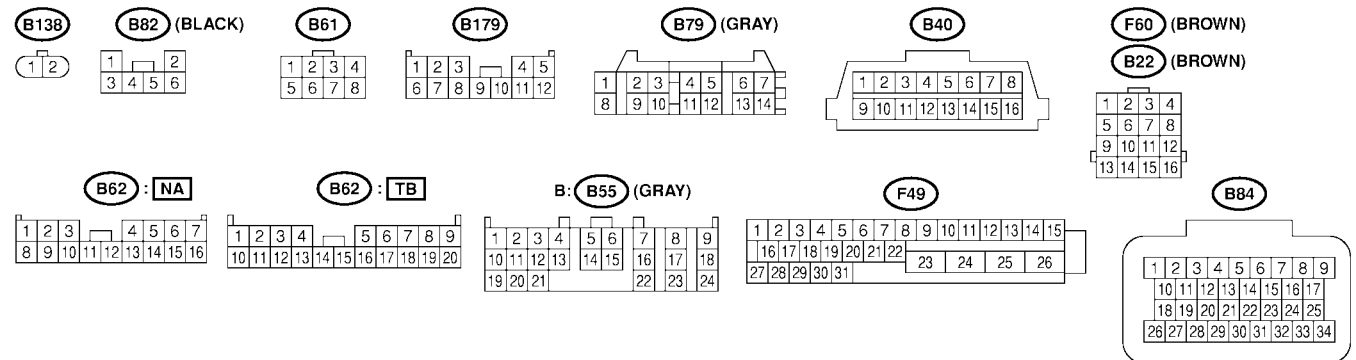 B138
1 2
B82 (BLACK)
1 2
3 4 5 6
B61
1 2 3 4
5 6 7 8
B179
1 2 3 4 5
6 7 8 9 10 11 12
B79 (GRAY)
1 2 3 4 5 6 7
8 9 10 11 12 13 14
B40
1 2 3 4 5 6 7 8
9 10 11 12 13 14 15 16
F60 (BROWN)
B22 (BROWN)
1 2 3 4
5 6 7 8
9 10 11 12
13 14 15 16
B62 : NA
1 2 3 4 5 6 7
8 9 10 11 12 13 14 15 16
B62 : TB
1 2 3 4 5 6 7 8 9
10 11 12 13 14 15 16 17 18 19 20
B: B55 (GRAY)
1 2 3 4 5 6 7 8 9
10 11 12 13 14 15 16 17 18
19 20 21 22 23 24
F49
1 2 3 4 5 6 7 8 9 10 11 12 13 14 15
16 17 18 19 20 21 22 23 24 25 26
27 28 29 30 31
B84
1 2 3 4 5 6 7 8 9
10 11 12 13 14 15 16 17
18 19 20 21 22 23 24 25
26 27 28 29 30 31 32 33 34